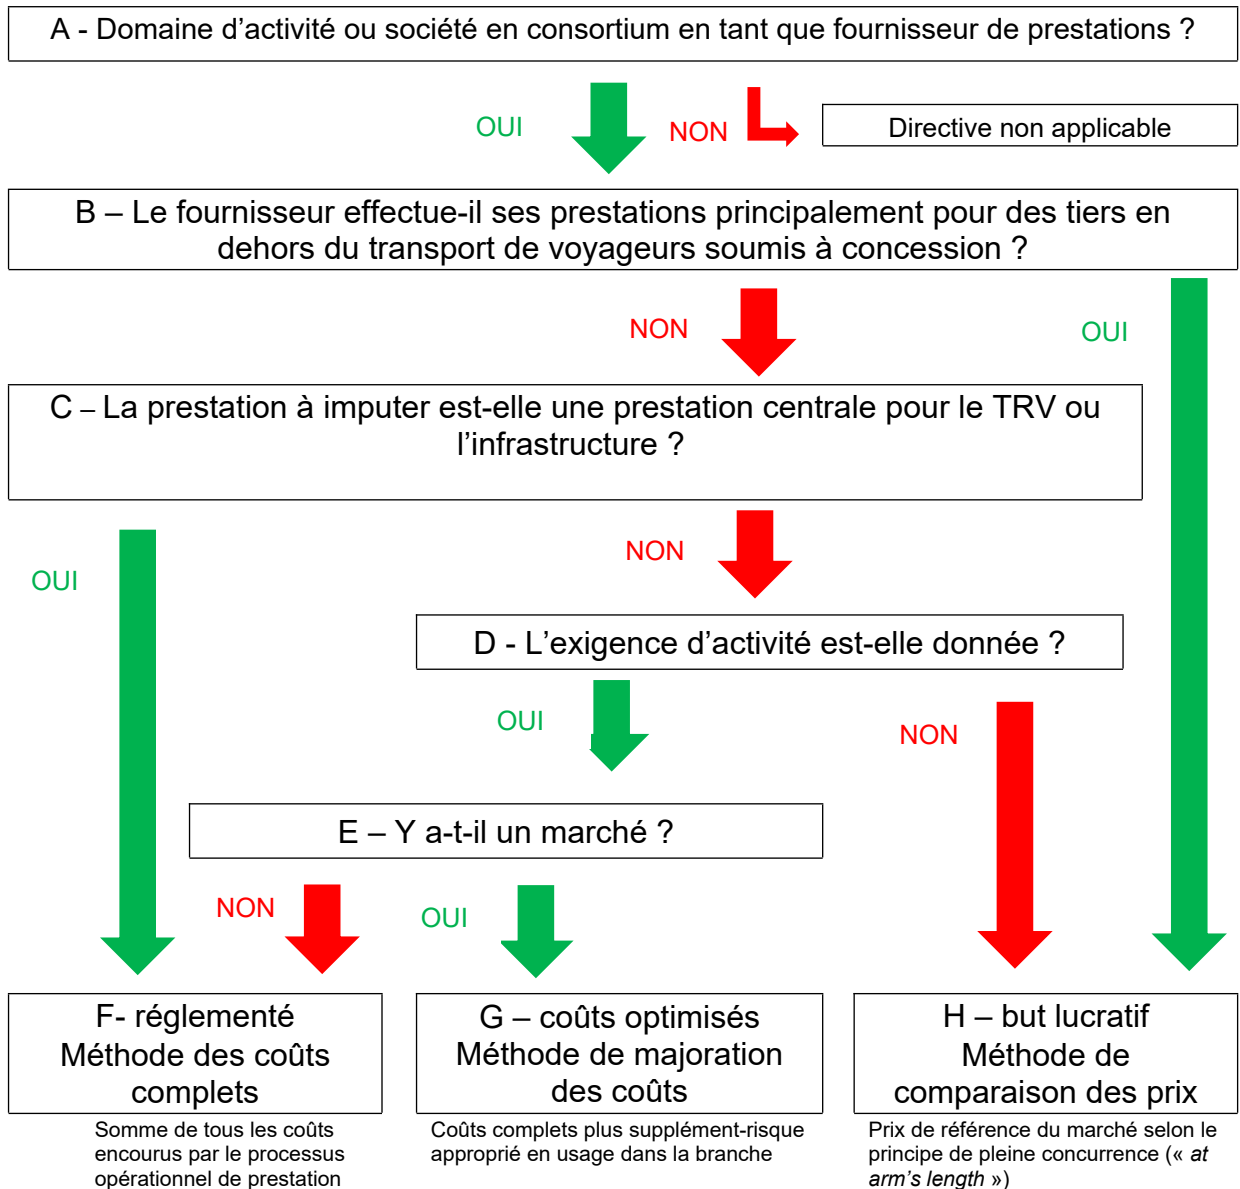 A - Domaine d’activité ou société en consortium en tant que fournisseur de prestations ?
OUI
NON
Directive non applicable
B – Le fournisseur effectue-il ses prestations principalement pour des tiers en
dehors du transport de voyageurs soumis à concession ?
NON
OUI
C – La prestation à imputer est-elle une prestation centrale pour le TRV ou
l’infrastructure ?
NON
OUI
D - L’exigence d’activité est-elle donnée ?
OUI
NON
E – Y a-t-il un marché ?
NON
OUI
F- réglementé
Méthode des coûts
complets
G – coûts optimisés
Méthode de majoration
des coûts
H – but lucratif
Méthode de
comparaison des prix
Somme de tous les coûts
encourus par le processus
opérationnel de prestation
Coûts complets plus supplément-risque
approprié en usage dans la branche
Prix de référence du marché selon le
principe de pleine concurrence (« at
arm’s length »)